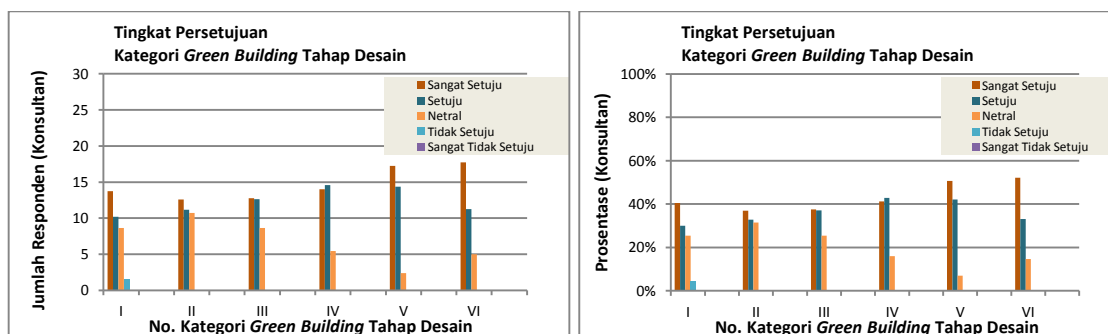 Tingkat Persetujuan
Kategori Green Building Tahap Desain
Jumlah Responden (Konsultan)
30
25
20
15
10
5
0
Sangat Setuju
Setuju
Netral
Tidak Setuju
Sangat Tidak Setuju
I II III IV V VI
No. Kategori Green Building Tahap Desain
Tingkat Persetujuan
Kategori Green Building Tahap Desain
Prosentase (Konsultan)
100%
80%
60%
40%
20%
0%
Sangat Setuju
Setuju
Netral
Tidak Setuju
Sangat Tidak Setuju
I II III IV V VI
No. Kategori Green Building Tahap Desain